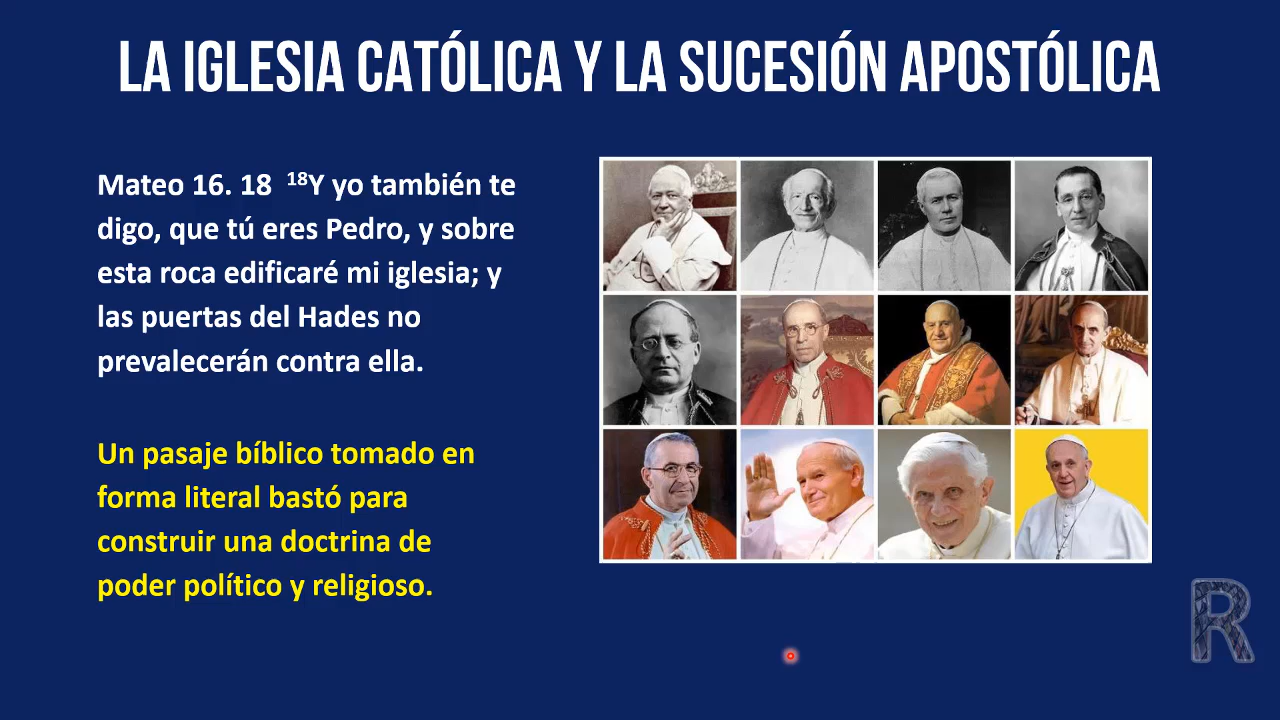 LA IGLESIA CATÓLICA Y LA SUCESIÓN APOSTÓLICA
Mateo 16. 18 18Y yo también te
digo, que tú eres Pedro, y sobre
esta roca edificaré mi iglesia; y
las puertas del Hades no
prevalecerán contra ella.
Un pasaje bíblico tomado en
forma literal bastó para
construir una doctrina de
poder político y religioso.
R